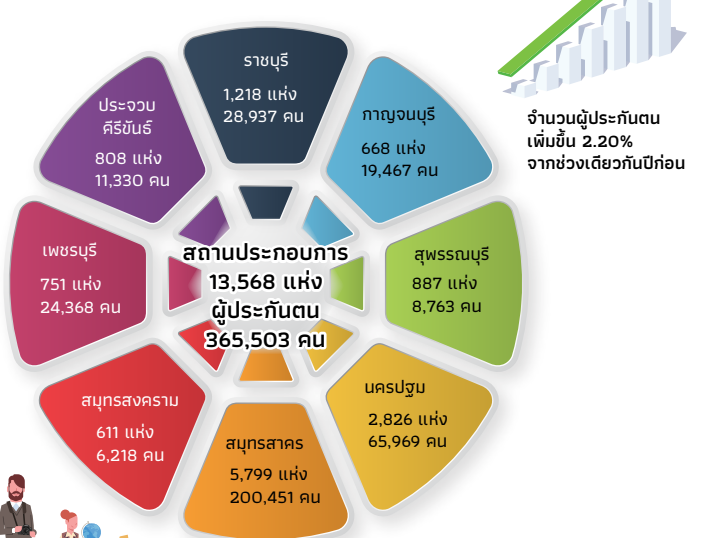 ราชบุรี
1,218 แห่ง
28,937 คน
กาญจนบุรี
668 แห่ง
19,467 คน
จำนวนผู้ประกันตน
เพิ่มขึ้น 2.20%
จากช่วงเดียวกันปีก่อน
ประจวบ
คีรีขันธ์
808 แห่ง
11,330 คน
เพชรบุรี
751 แห่ง
24,368 คน
สถานประกอบการ
13,568 แห่ง
ผู้ประกันตน
365,503 คน
สุพรรณบุรี
887 แห่ง
8,763 คน
สมุทรสงคราม
611 แห่ง
6,218 คน
สมุทรสาคร
5,799 แห่ง
200,451 คน
นครปฐม
2,826 แห่ง
65,969 คน